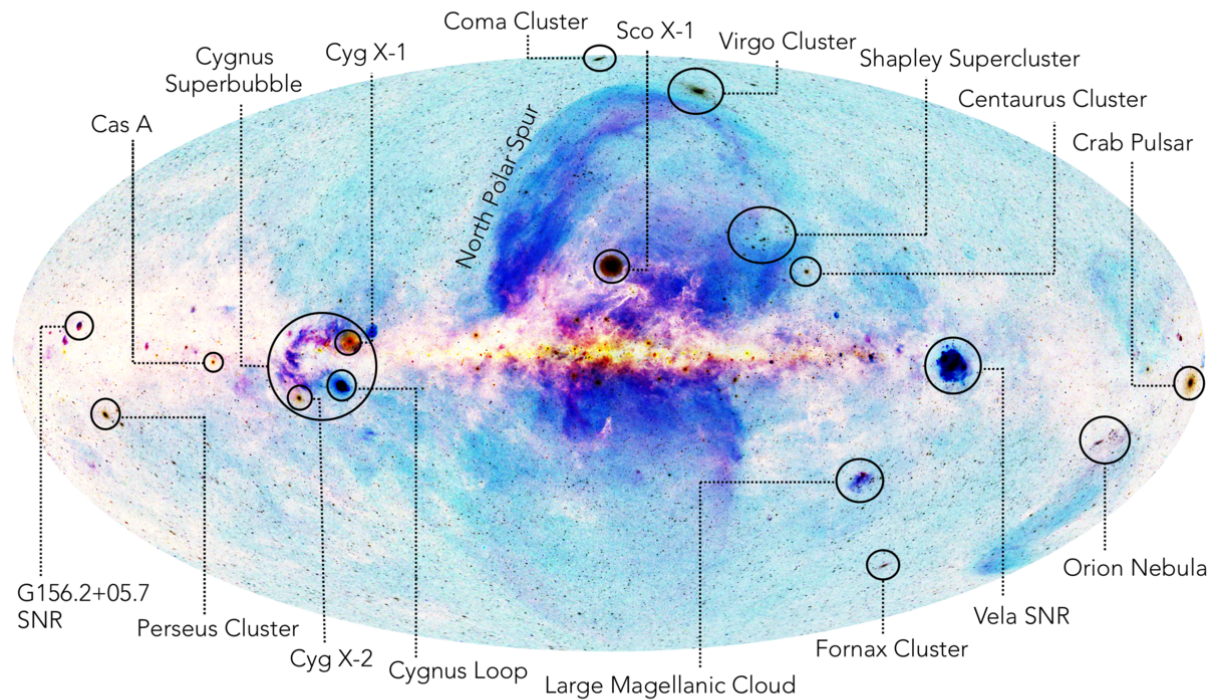 Coma Cluster
Sco X-1
Cygnus
Superbubble
Cyg X-1
Virgo Cluster
Shapley Supercluster
Centaurus Cluster
Cas A
Crab Pulsar
North Polar Spur
G156.2+05.7
SNR
Perseus Cluster
Cyg X-2
Cygnus Loop
Large Magellanic Cloud
Fornax Cluster
Vela SNR
Orion Nebula